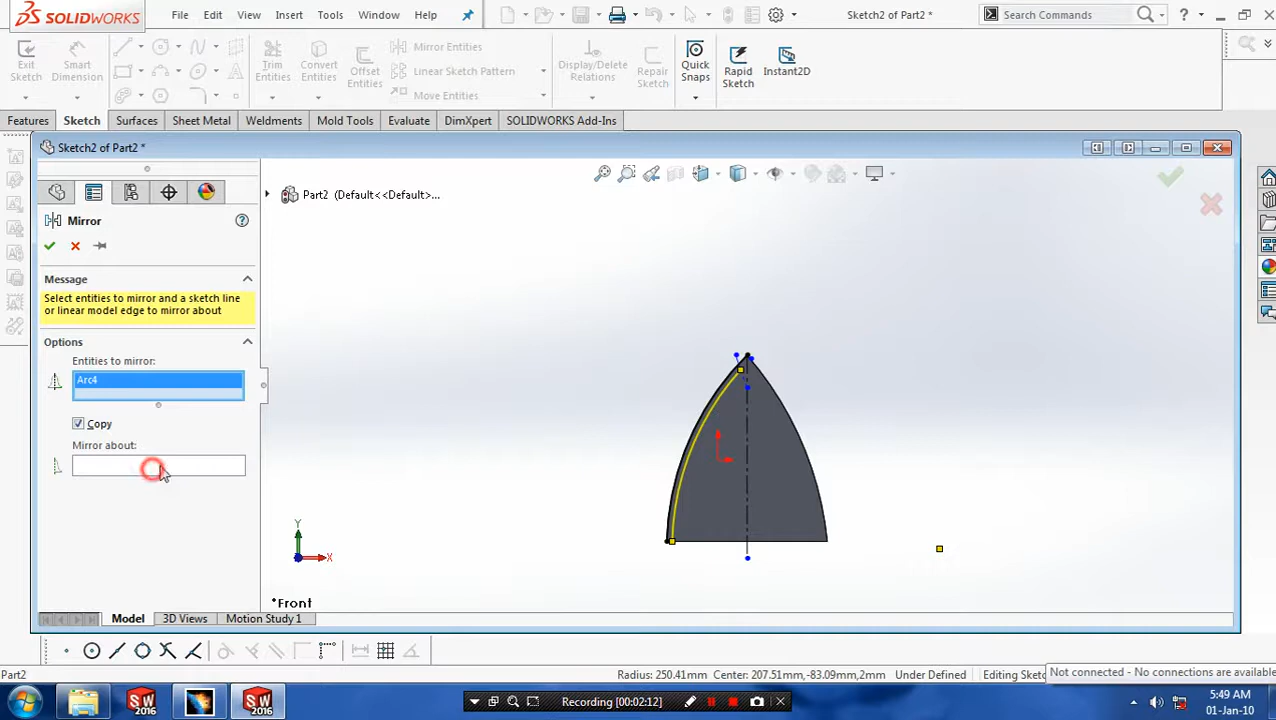 SOLIDWORKS File Edit View Insert Tools Window Help Sketch2 of Part2 * Search Commands ?
Exit Sketch Smart Dimension Trim Entities Convert Entities Offset Entities Mirror Entities Linear Sketch Pattern Move Entities Display/Delete Relations Repair Sketch Quick Snaps Rapid Sketch Instant2D
Features Sketch Surfaces Sheet Metal Weldments Mold Tools Evaluate DimXpert SOLIDWORKS Add-Ins
Sketch2 of Part2 *
Part2 (Default<<Default>...
Mirror ?
Message
Select entities to mirror and a sketch line
or linear model edge to mirror about
Options
Entities to mirror:
Arc4
Copy
Mirror about:
Y
X
*Front
Model 3D Views Motion Study 1
Part2 Radius: 250.41mm Center: 207.51mm,-83.09mm,2mm Under Defined Editing Sketc
Not connected - No connections are available
SW 2016 SW 2016 Recording [00:02:12] 5:49 AM
01-Jan-10